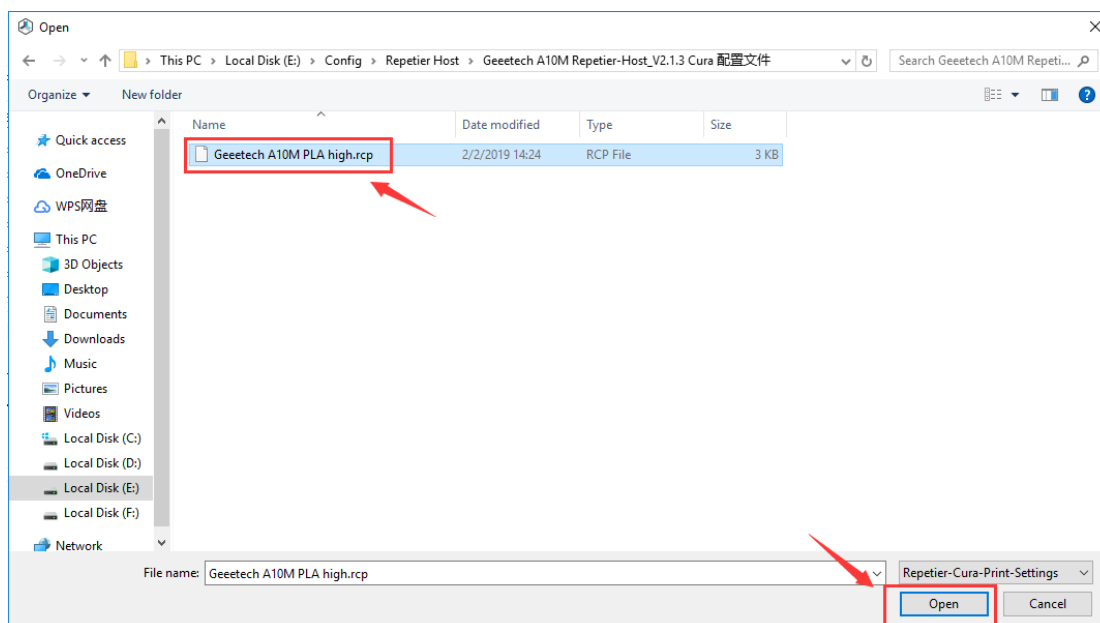 Open
This PC > Local Disk (E:) > Config > Repetier Host > Geeetech A10M Repetier-Host_V2.1.3 Cura 配置文件
Search Geeetech A10M Repeti...
Organize
New folder
Name
Date modified
Type
Size
Geeetech A10M PLA high.rcp
2/2/2019 14:24
RCP File
3 KB
Quick access
OneDrive
WPS网盘
This PC
3D Objects
Desktop
Documents
Downloads
Music
Pictures
Videos
Local Disk (C:)
Local Disk (D:)
Local Disk (E:)
Local Disk (F:)
Network
File name:
Geeetech A10M PLA high.rcp
Repetier-Cura-Print-Settings
Open
Cancel